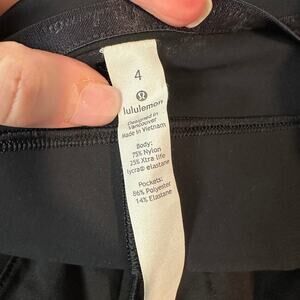 4
lululemon
Designed in
Vancouver
Made in Vietnam
Body:
75% Nylon
25% Xtra life
lycra® elastane
Pockets:
86% Polyester
14% Elastane